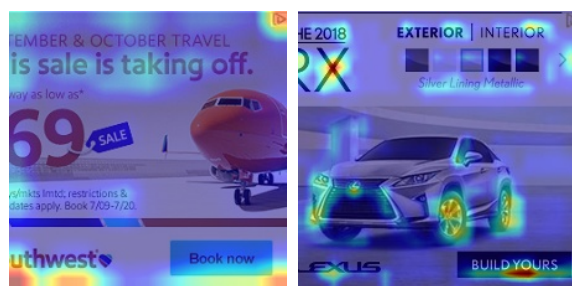 TEMBER & OCTOBER TRAVEL
is sale is taking off.
way as low as*
69
SALE
ys/mkts lmtd; restrictions &
dates apply. Book 7/09-7/20.
uthwest
Book now
HE 2018
RX
EXTERIOR | INTERIOR
Silver Lining Metallic
LEXUS
BUILD YOURS